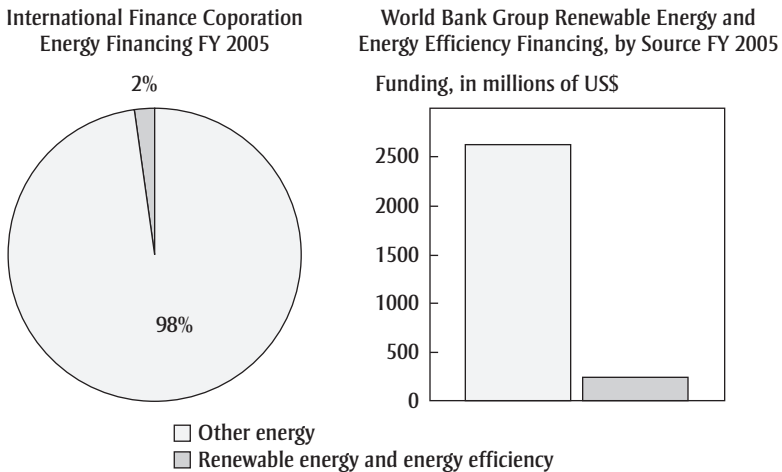 International Finance Coporation
Energy Financing FY 2005
2%
98%
World Bank Group Renewable Energy and
Energy Efficiency Financing, by Source FY 2005
Funding, in millions of US$
2500
2000
1500
1000
500
0
Other energy
Renewable energy and energy efficiency